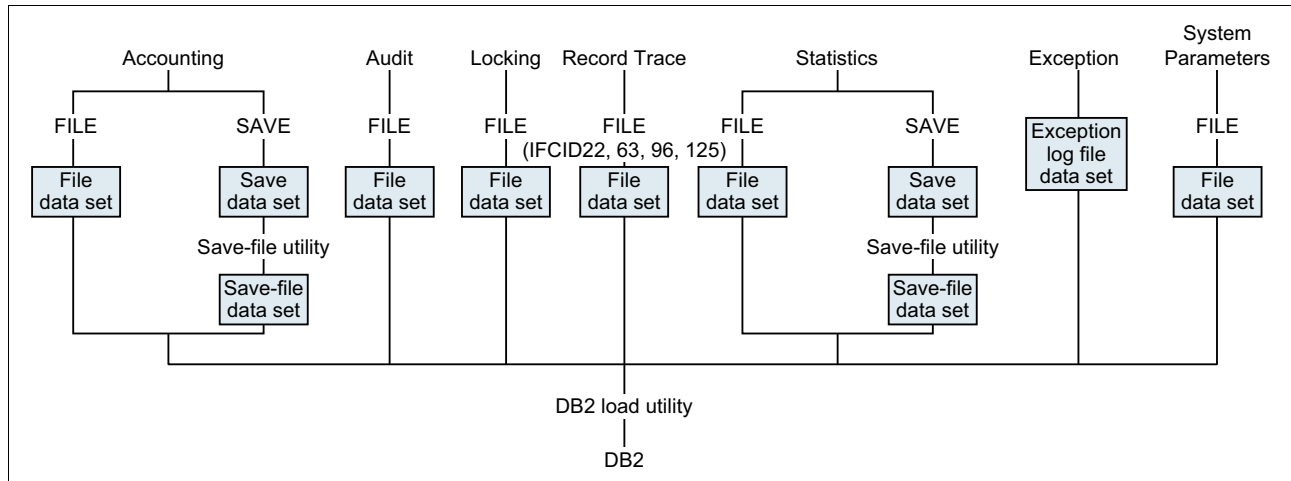 System
Accounting Audit Locking Record Trace Statistics Exception Parameters
FILE SAVE FILE FILE FILE FILE SAVE FILE
(IFCID22, 63, 96, 125)
Exception
log file
data set
File
data set
Save
data set
File
data set
File
data set
File
data set
File
data set
Save
data set
File
data set
Save-file utility
Save-file utility
Save-file
data set
Save-file
data set
DB2 load utility
DB2